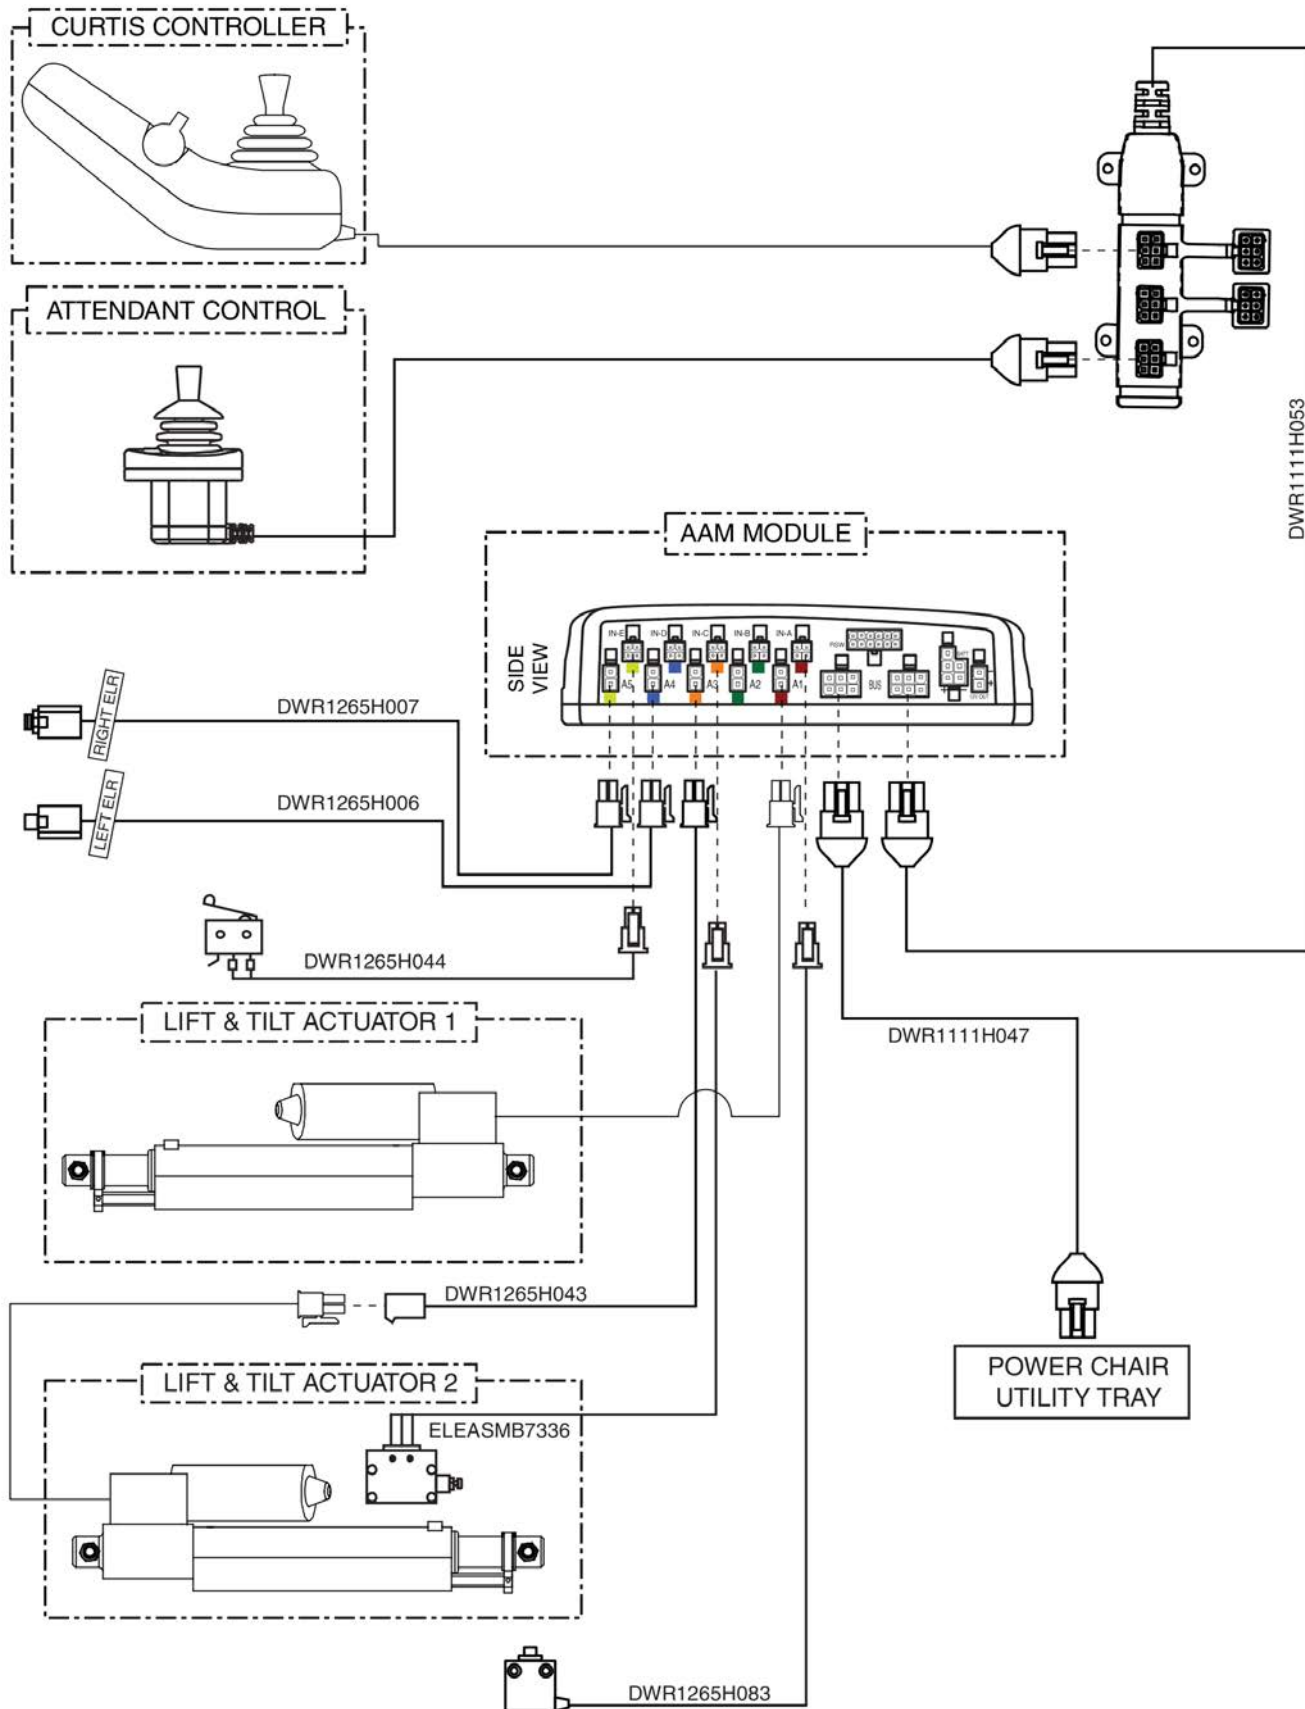 CURTIS CONTROLLER
ATTENDANT CONTROL
DWR1111H053
AAM MODULE
SIDE
VIEW
IN-E
IN-D
IN-C
IN-B
IN-A
A5
A4
A3
A2
A1
BUS
RIGHT ELR
DWR1265H007
LEFT ELR
DWR1265H006
DWR1265H044
LIFT & TILT ACTUATOR 1
DWR1111H047
DWR1265H043
LIFT & TILT ACTUATOR 2
ELEASMB7336
POWER CHAIR
UTILITY TRAY
DWR1265H083